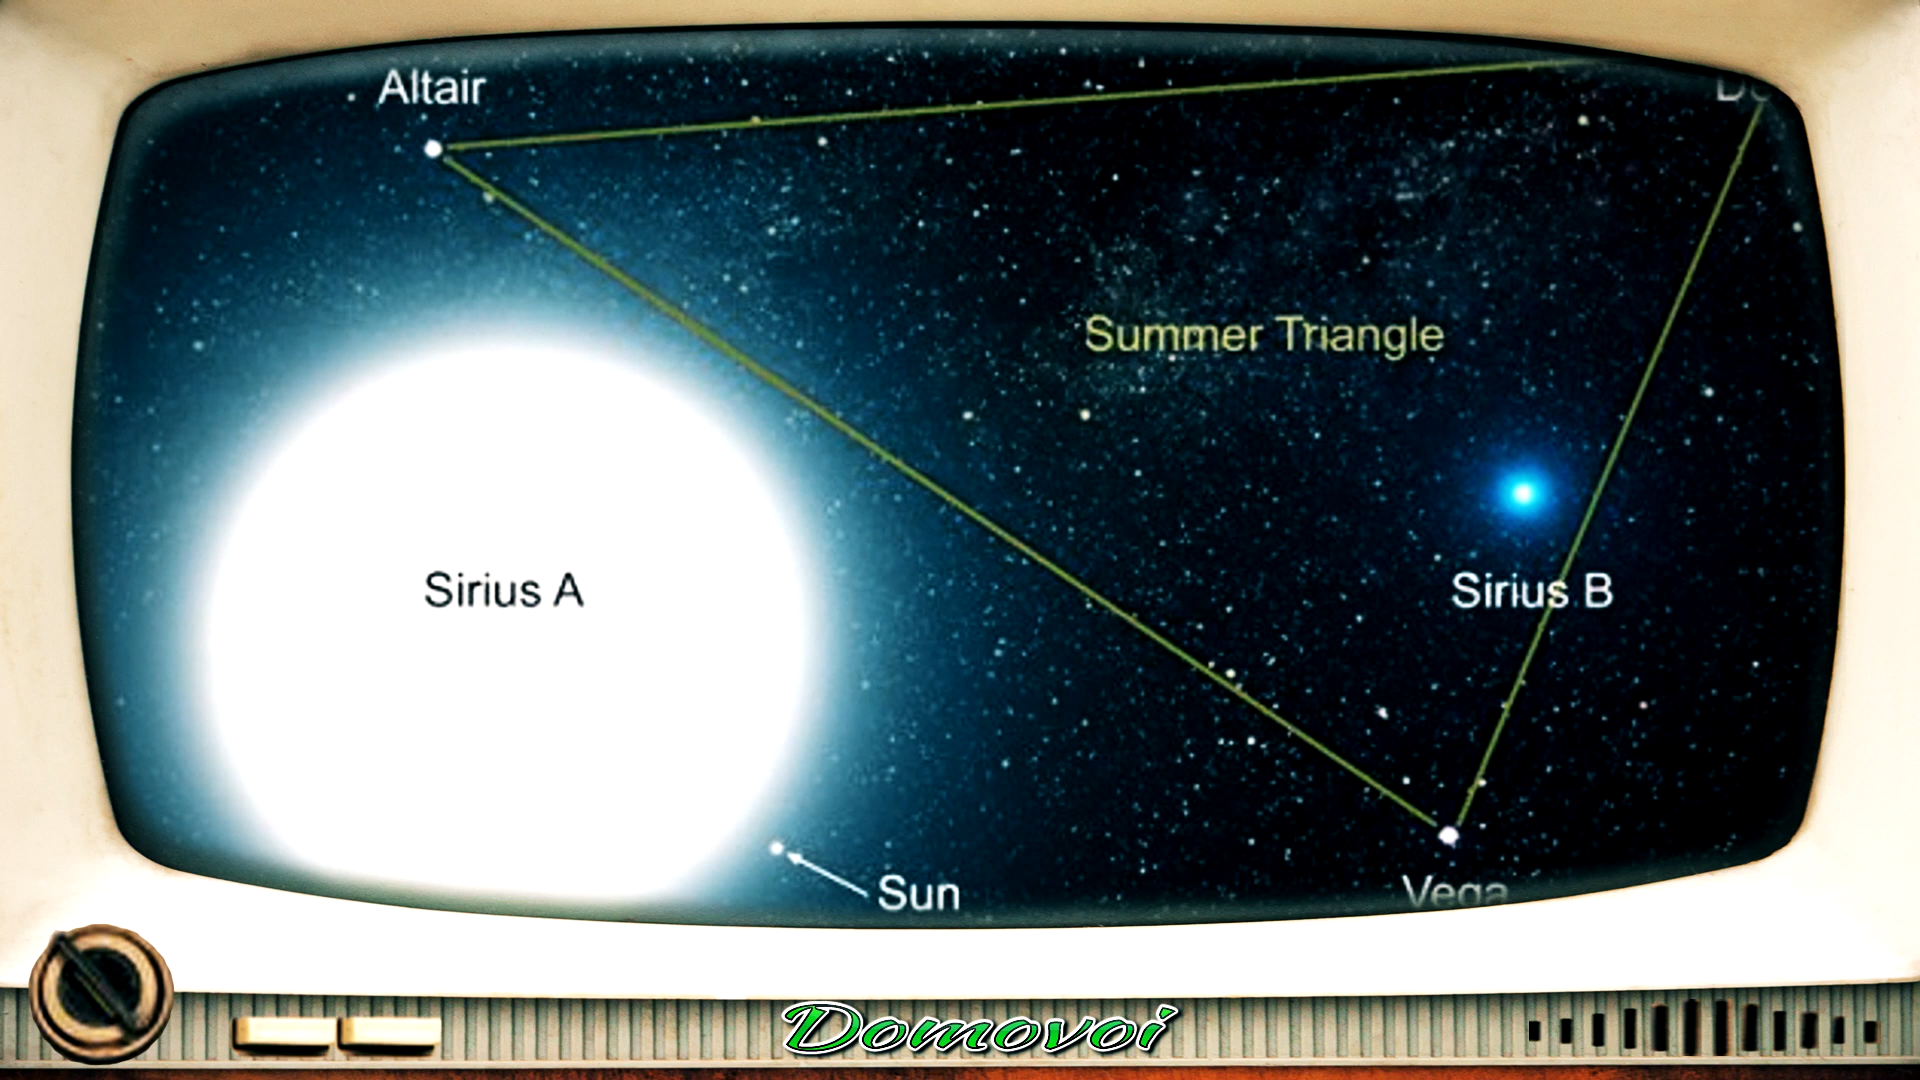 Altair
Summer Triangle
Sirius A
Sirius B
Sun
Vega
Domovoi